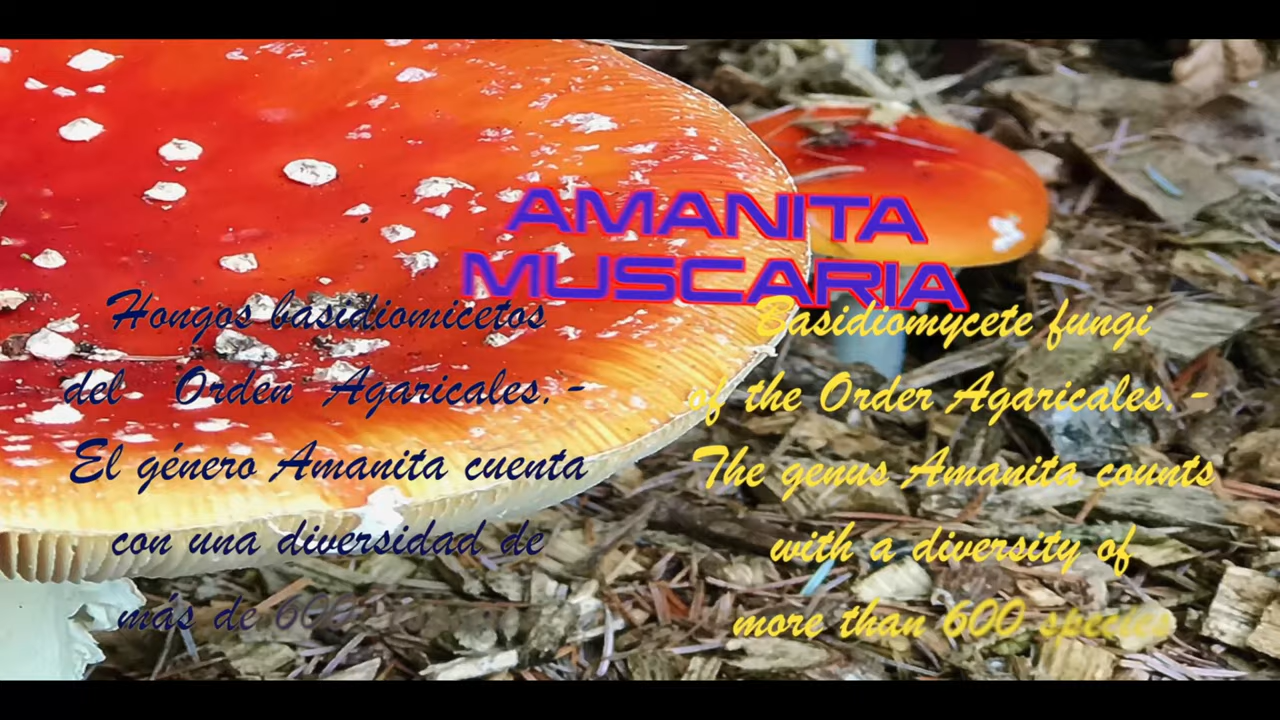 AMANITA
MUSCARIA
Hongos basidiomicetos
del Orden Agaricales.-
El género Amanita cuenta
con una diversidad de
más de 600
Basidiomycete fungi
of the Order Agaricales.-
The genus Amanita counts
with a diversity of
more than 600 species